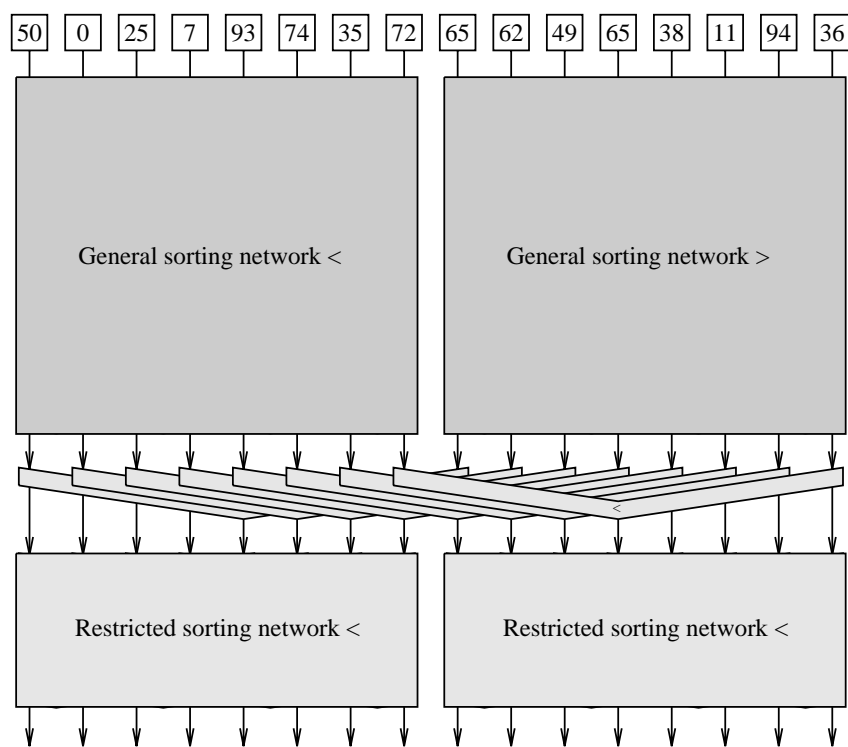 50 0 25 7 93 74 35 72 65 62 49 65 38 11 94 36
General sorting network < General sorting network >
<
Restricted sorting network < Restricted sorting network <